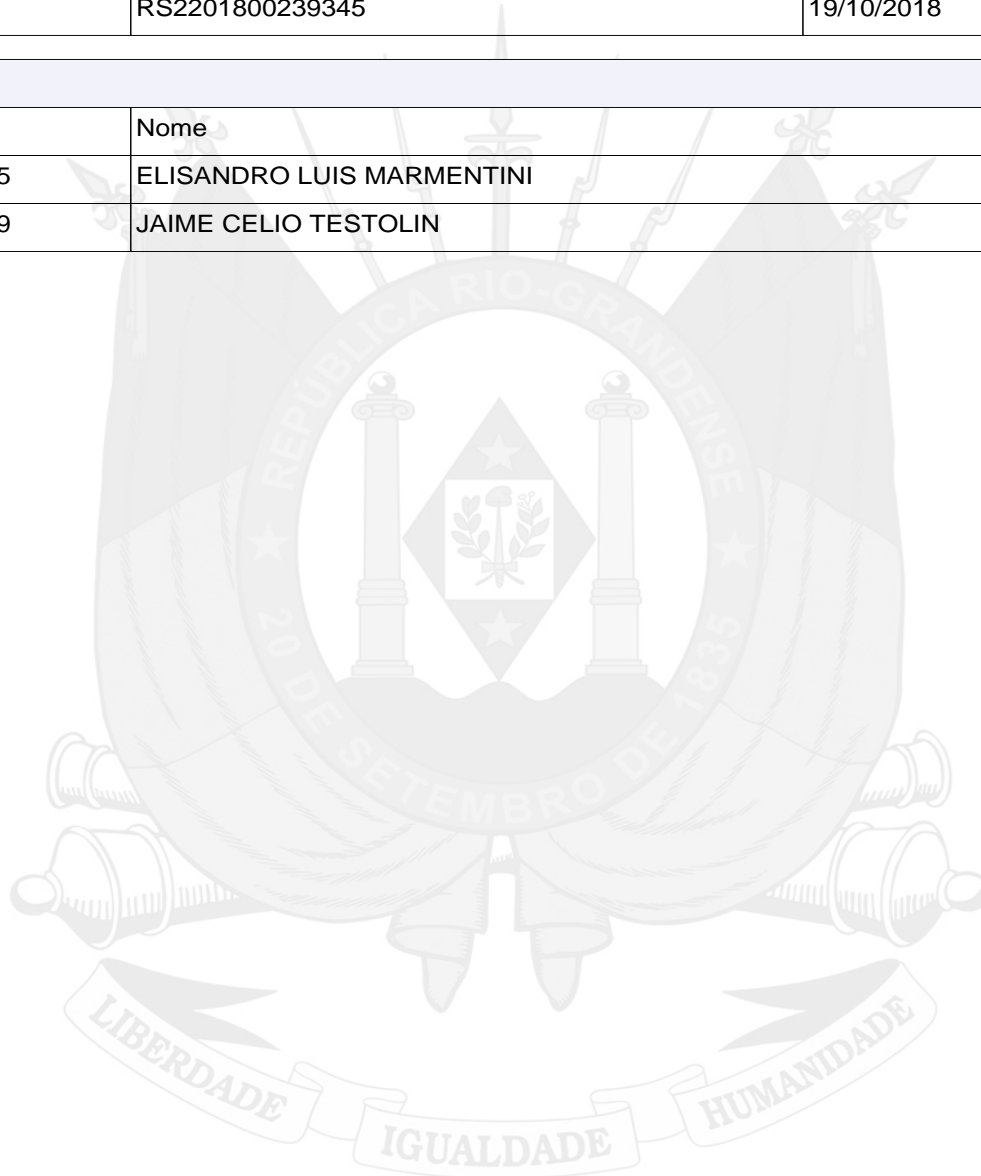 RS2201800239345 19/10/2018
Nome
5 ELISANDRO LUIS MARMENTINI
9 JAIME CELIO TESTOLIN
REPÚBLICA RIO-GRANDENSE
★ 20 DE SETEMBRO DE 1835 ★
LIBERDADE IGUALDADE HUMANIDADE